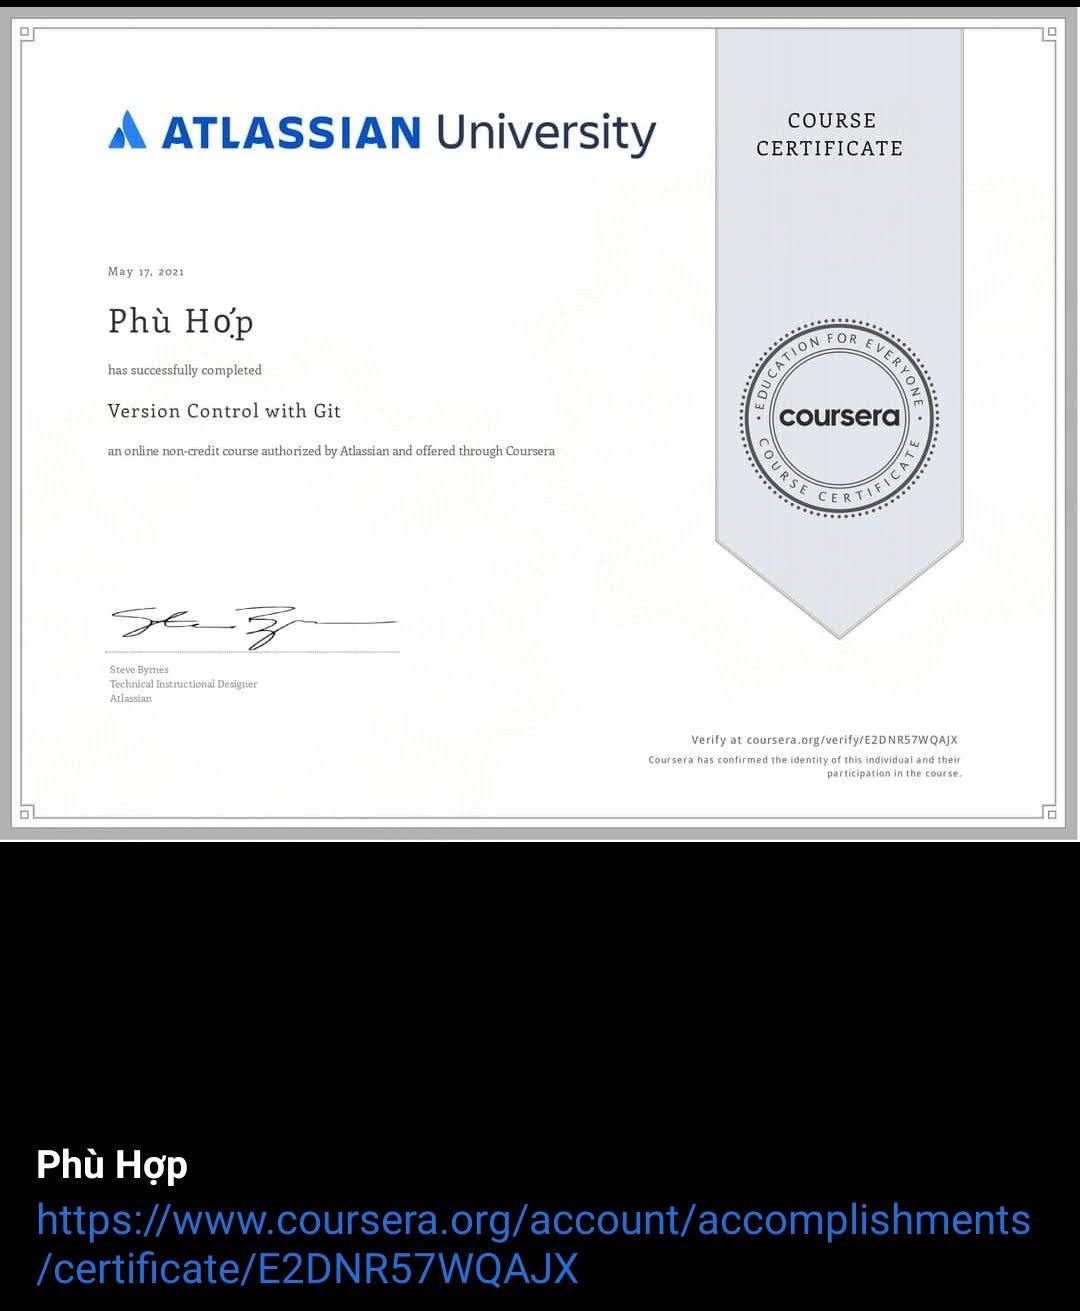 ATLASSIAN University
COURSE
CERTIFICATE
May 17, 2021
Phù Hợp
has successfully completed
Version Control with Git
an online non-credit course authorized by Atlassian and offered through Coursera
EDUCATION FOR EVERYONE
coursera
COURSE CERTIFICATE
Steve Byrnes
Technical Instructional Designer
Atlassian
Verify at coursera.org/verify/E2DNR57WQAJX
Coursera has confirmed the identity of this individual and their
participation in the course.
Phù Hợp
https://www.coursera.org/account/accomplishments
/certificate/E2DNR57WQAJX